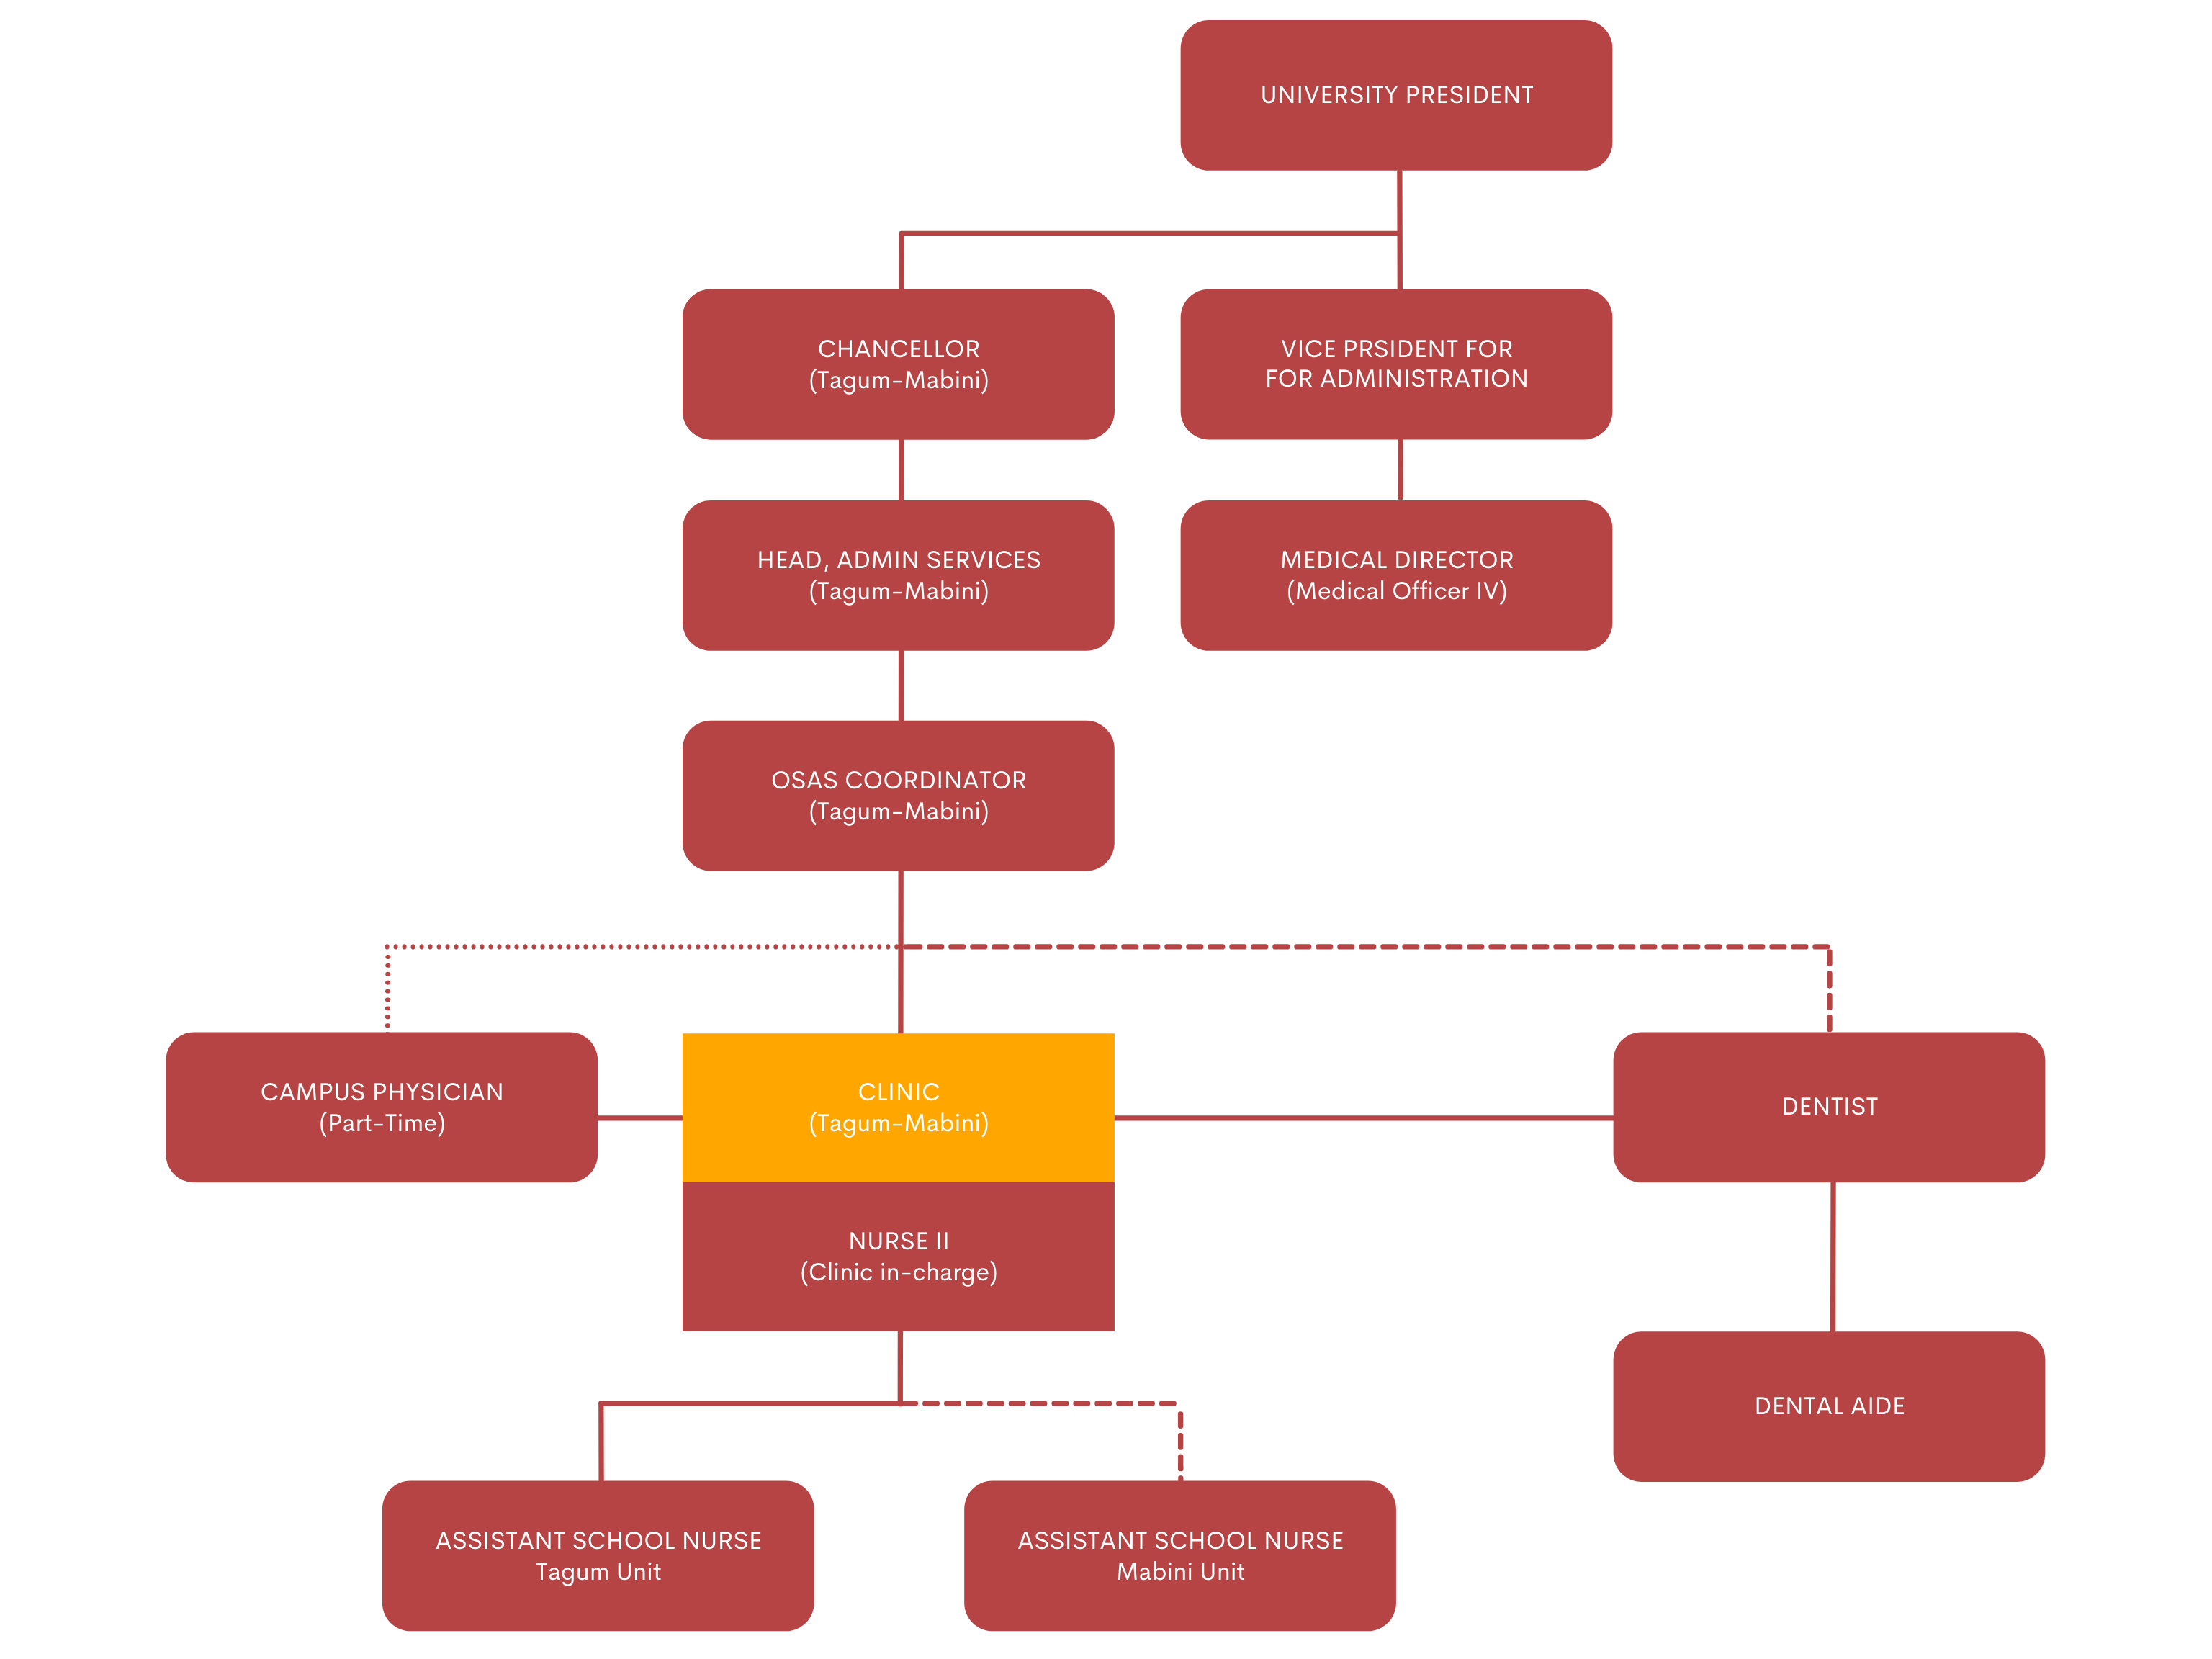 UNIVERSITY PRESIDENT
CHANCELLOR
(Tagum-Mabini)
VICE PRSIDENT FOR
FOR ADMINISTRATION
HEAD, ADMIN SERVICES
(Tagum-Mabini)
MEDICAL DIRECTOR
(Medical Officer IV)
OSAS COORDINATOR
(Tagum-Mabini)
CAMPUS PHYSICIAN
(Part-Time)
CLINIC
(Tagum-Mabini)
DENTIST
NURSE II
(Clinic in-charge)
DENTAL AIDE
ASSISTANT SCHOOL NURSE
Tagum Unit
ASSISTANT SCHOOL NURSE
Mabini Unit